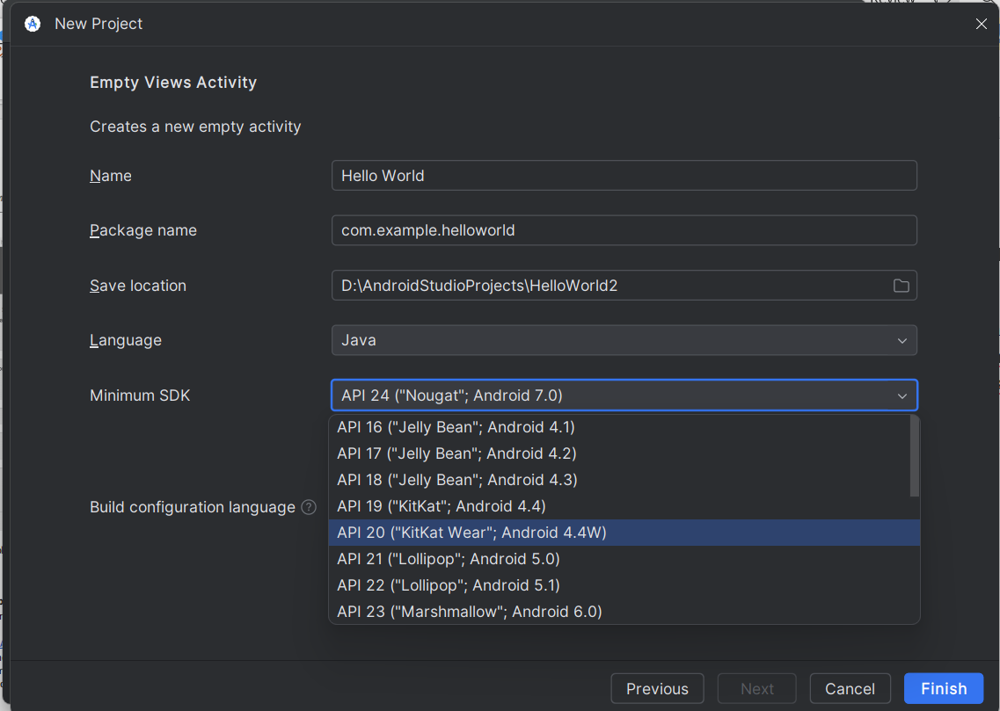 New Project
Empty Views Activity
Creates a new empty activity
Name
Hello World
Package name
com.example.helloworld
Save location
D:\AndroidStudioProjects\HelloWorld2
Language
Java
Minimum SDK
API 24 ("Nougat"; Android 7.0)
API 16 ("Jelly Bean"; Android 4.1)
API 17 ("Jelly Bean"; Android 4.2)
API 18 ("Jelly Bean"; Android 4.3)
API 19 ("KitKat"; Android 4.4)
Build configuration language ?
API 20 ("KitKat Wear"; Android 4.4W)
API 21 ("Lollipop"; Android 5.0)
API 22 ("Lollipop"; Android 5.1)
API 23 ("Marshmallow"; Android 6.0)
Previous
Next
Cancel
Finish